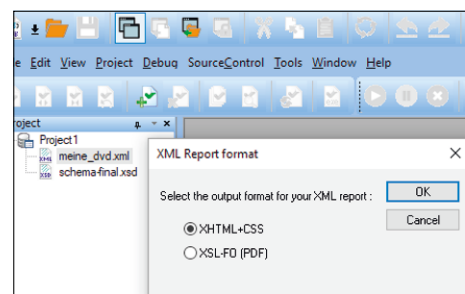 e Edit View Project Debug SourceControl Tools Window Help
roject
Project1
meine_dvd.xml
schema-final.xsd
XML Report format
Select the output format for your XML report :
OK
Cancel
XHTML+CSS
XSL-FO (PDF)